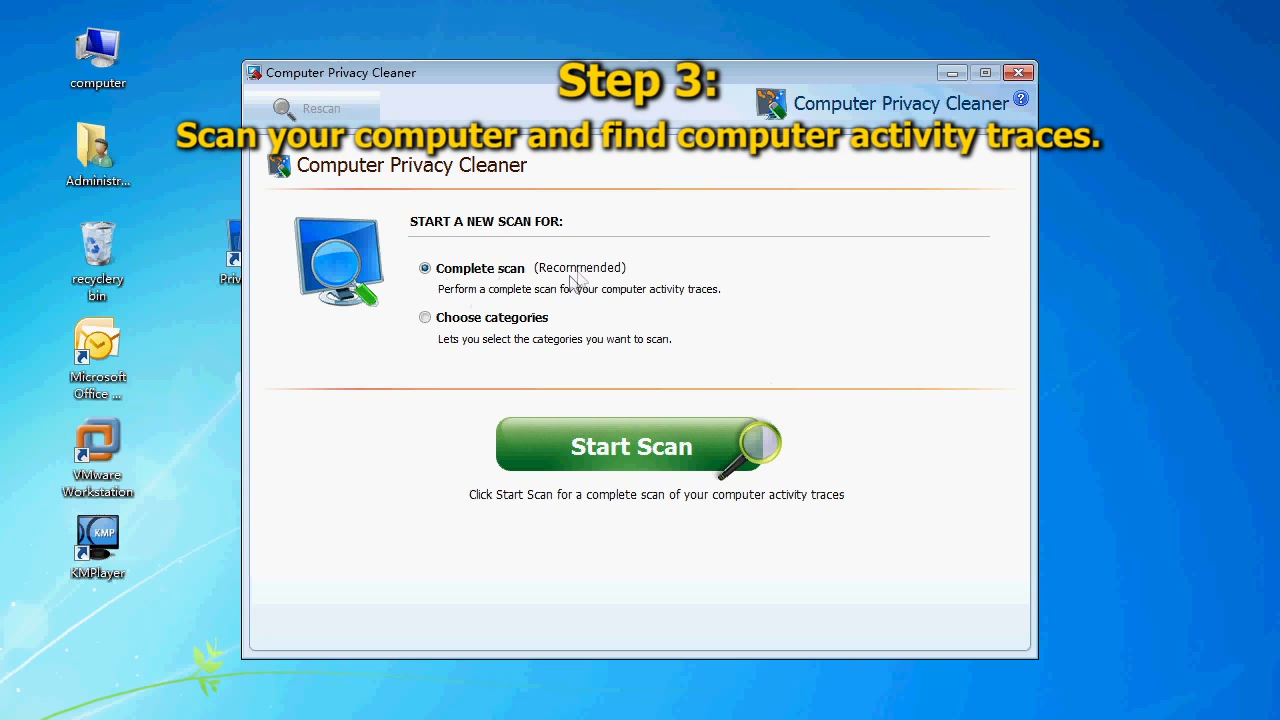 Step 3:
Scan your computer and find computer activity traces.
Computer Privacy Cleaner
Rescan
Computer Privacy Cleaner
Computer Privacy Cleaner
START A NEW SCAN FOR:
Complete scan (Recommended)
Perform a complete scan for your computer activity traces.
Choose categories
Lets you select the categories you want to scan.
Start Scan
Click Start Scan for a complete scan of your computer activity traces
computer
Administr...
recyclery
bin
Priv
Microsoft
Office ...
VMware
Workstation
KMP
KMPlayer